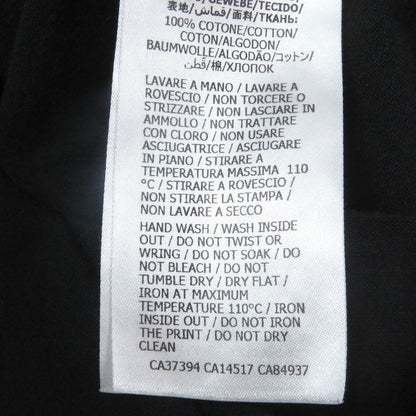 GEWEBE/TECIDO/
表地/قماش/面料/ТКАНЬ:
100% COTONE/COTTON/
COTON/ALGODON/
BAUMWOLLE/ALGODÃO/コットン/
قطن/棉/ХЛОПОК
LAVARE A MANO / LAVARE A
ROVESCIO / NON TORCERE O
STRIZZARE / NON LASCIARE IN
AMMOLLO / NON TRATTARE
CON CLORO / NON USARE
ASCIUGATRICE / ASCIUGARE
IN PIANO / STIRARE A
TEMPERATURA MASSIMA 110
°C / STIRARE A ROVESCIO /
NON STIRARE LA STAMPA /
NON LAVARE A SECCO
HAND WASH / WASH INSIDE
OUT / DO NOT TWIST OR
WRING / DO NOT SOAK / DO
NOT BLEACH / DO NOT
TUMBLE DRY / DRY FLAT /
IRON AT MAXIMUM
TEMPERATURE 110°C / IRON
INSIDE OUT / DO NOT IRON
THE PRINT / DO NOT DRY
CLEAN
CA37394 CA14517 CA84937